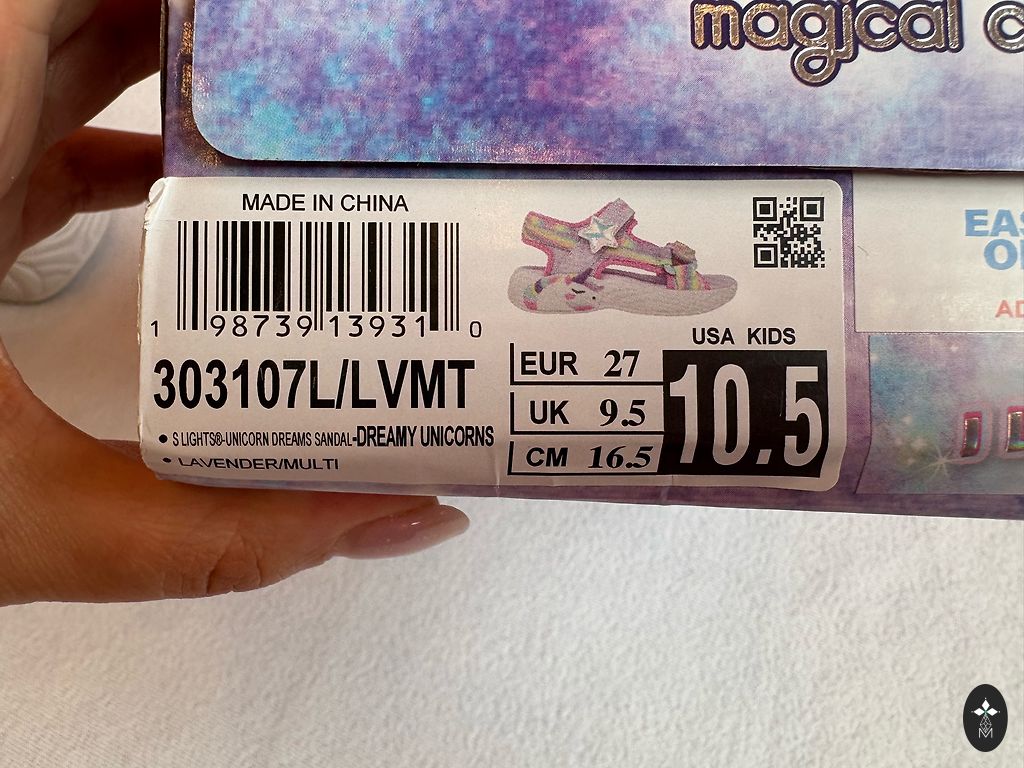 magical
MADE IN CHINA
1 98739 13931 0
303107L/LVMT
• S LIGHTS®-UNICORN DREAMS SANDAL-DREAMY UNICORNS
• LAVENDER/MULTI
EUR 27
UK 9.5
CM 16.5
USA KIDS
10.5
M